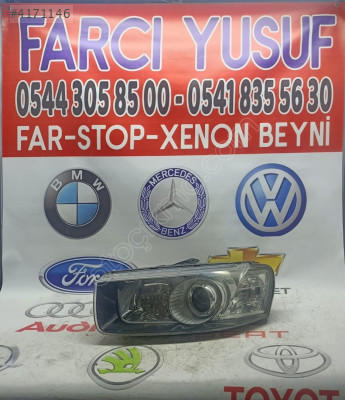 #4171146
FARCI YUSUF
0544 305 85 00 - 0541 835 56 30
FAR-STOP-XENON BEYNİ
BMW
MERCEDES
BENZ
Ford
CHEVROLET
Audi
TOYOT